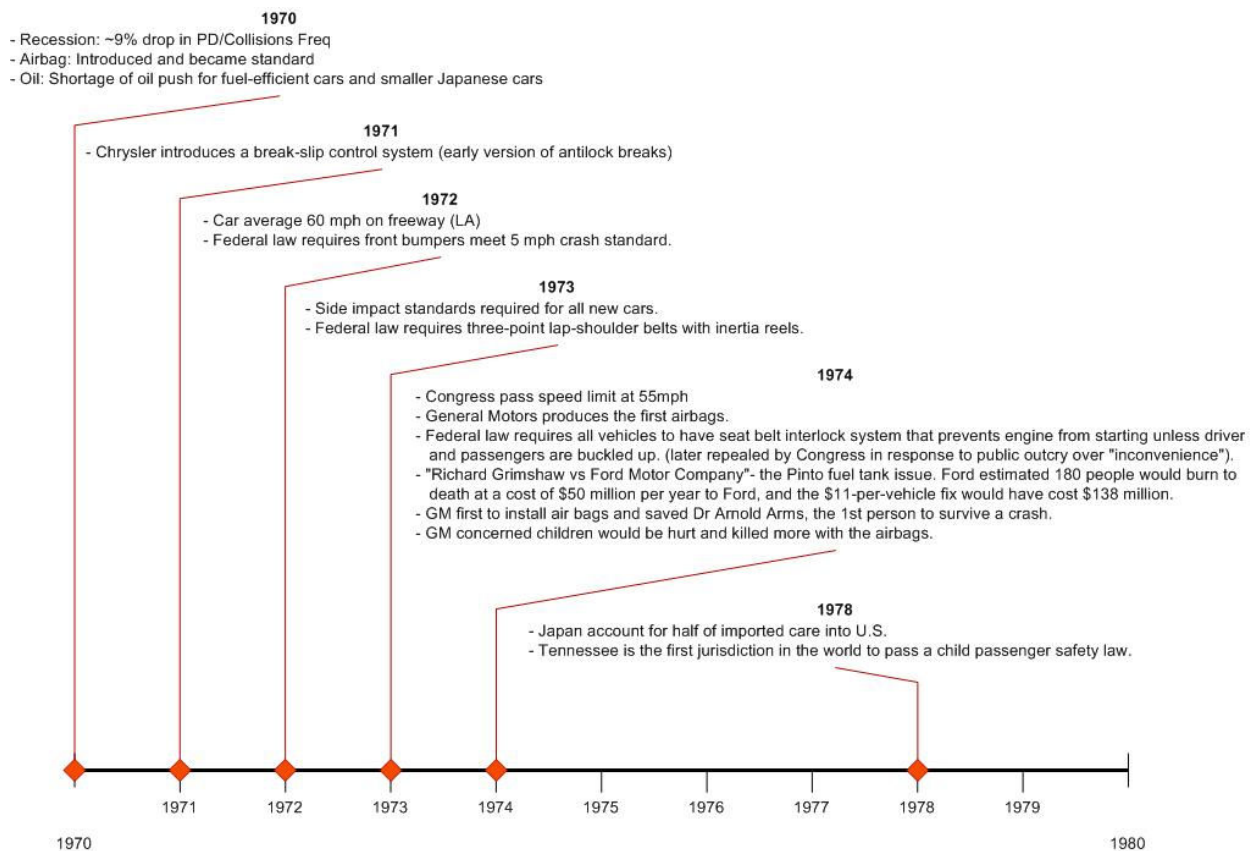 1970
- Recession: ~9% drop in PD/Collisions Freq
- Airbag: Introduced and became standard
- Oil: Shortage of oil push for fuel-efficient cars and smaller Japanese cars
1971
- Chrysler introduces a break-slip control system (early version of antilock breaks)
1972
- Car average 60 mph on freeway (LA)
- Federal law requires front bumpers meet 5 mph crash standard.
1973
- Side impact standards required for all new cars.
- Federal law requires three-point lap-shoulder belts with inertia reels.
1974
- Congress pass speed limit at 55mph
- General Motors produces the first airbags.
- Federal law requires all vehicles to have seat belt interlock system that prevents engine from starting unless driver
and passengers are buckled up. (later repealed by Congress in response to public outcry over "inconvenience").
- "Richard Grimshaw vs Ford Motor Company"- the Pinto fuel tank issue. Ford estimated 180 people would burn to
death at a cost of $50 million per year to Ford, and the $11-per-vehicle fix would have cost $138 million.
- GM first to install air bags and saved Dr Arnold Arms, the 1st person to survive a crash.
- GM concerned children would be hurt and killed more with the airbags.
1978
- Japan account for half of imported care into U.S.
- Tennessee is the first jurisdiction in the world to pass a child passenger safety law.
1971 1972 1973 1974 1975 1976 1977 1978 1979
1970 1980